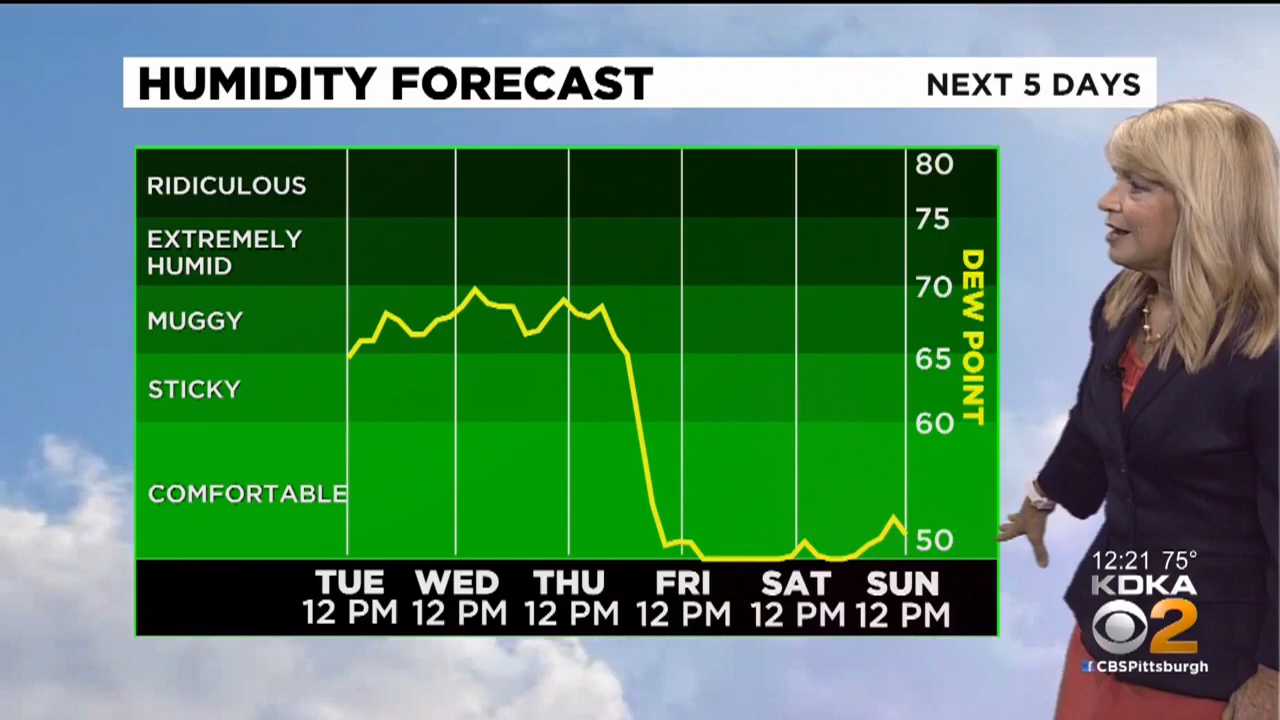 HUMIDITY FORECAST
NEXT 5 DAYS
RIDICULOUS
EXTREMELY
HUMID
MUGGY
STICKY
COMFORTABLE
80
75
70
65
60
50
DEW POINT
TUE WED THU FRI SAT SUN
12 PM 12 PM 12 PM 12 PM 12 PM 12 PM
12:21 75°
KDKA
2
f CBSPittsburgh